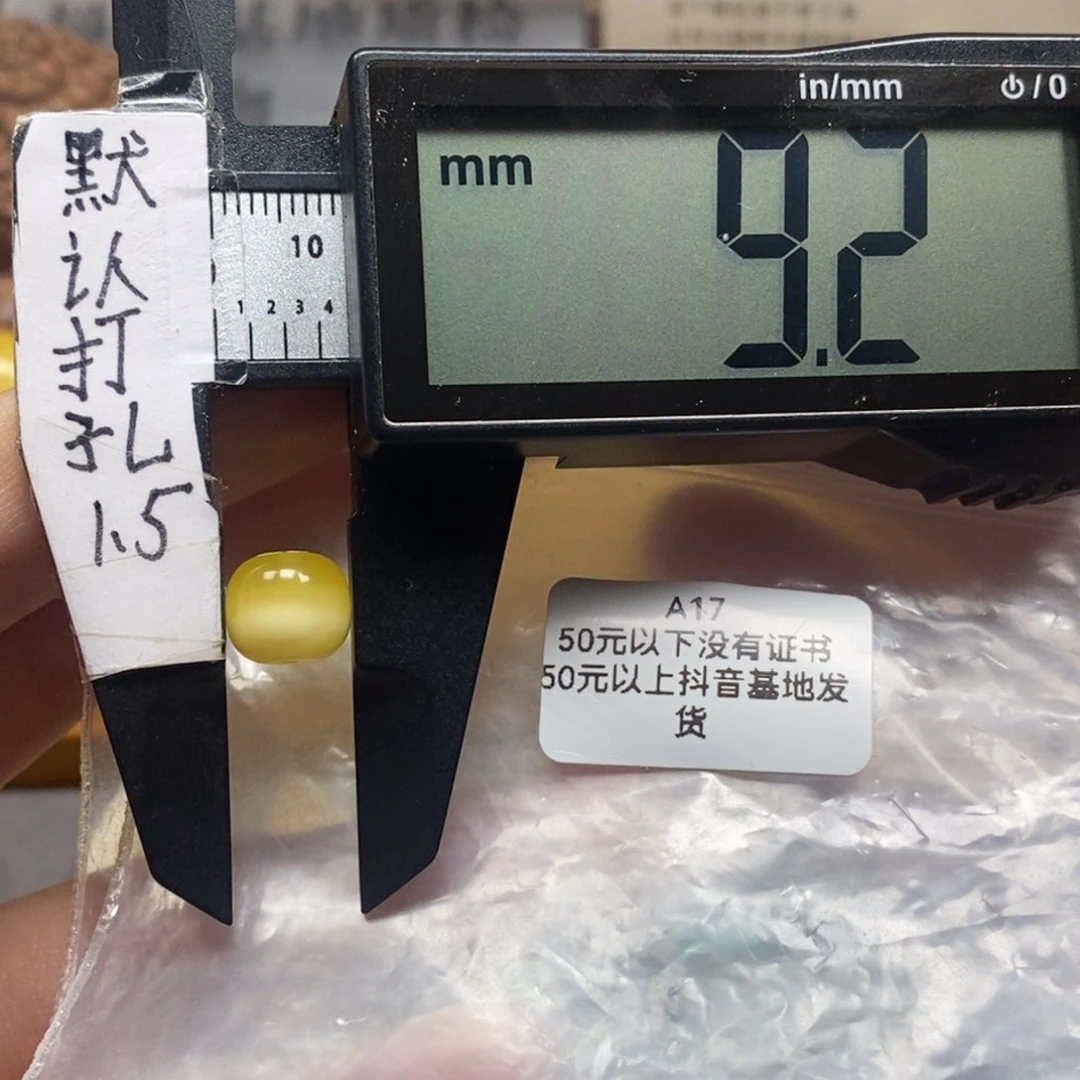 in/mm
⏻/0
mm
9.2
10
1 2 3 4
默
认
打
孔
1.5
A17
50元以下没有证书
50元以上抖音基地发
货